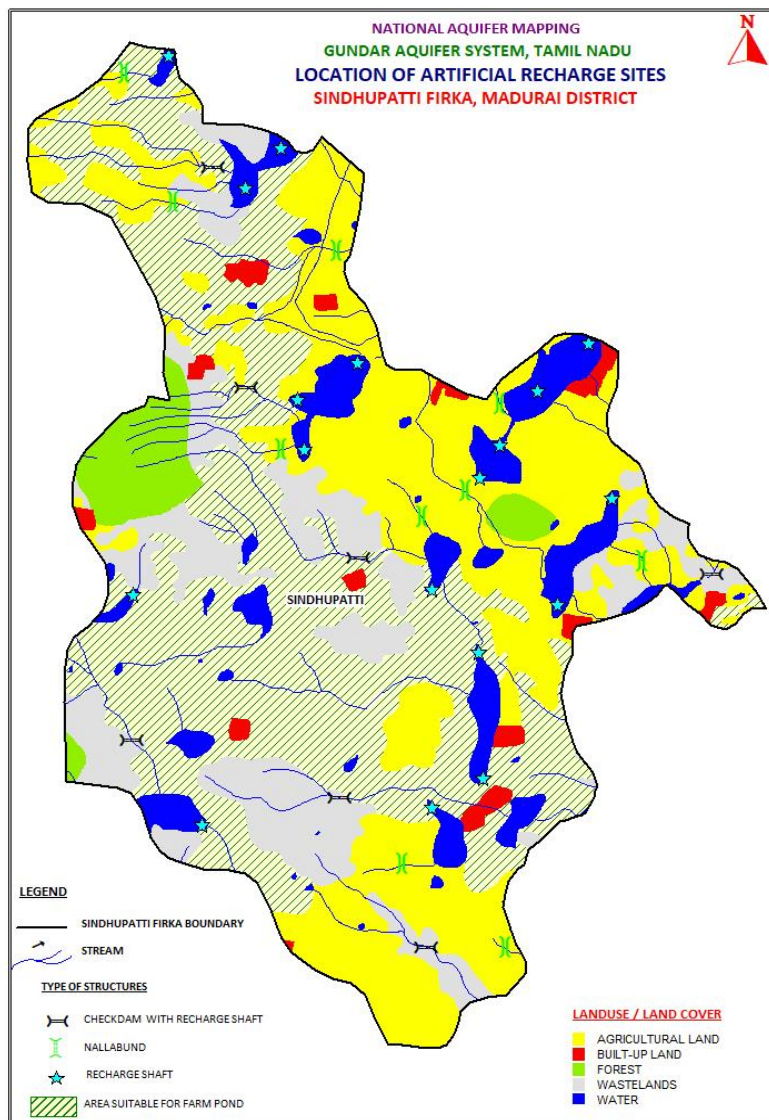 NATIONAL AQUIFER MAPPING
GUNDAR AQUIFER SYSTEM, TAMIL NADU
LOCATION OF ARTIFICIAL RECHARGE SITES
SINDHUPATTI FIRKA, MADURAI DISTRICT
N
SINDHUPATTI
LEGEND
SINDHUPATTI FIRKA BOUNDARY
STREAM
TYPE OF STRUCTURES
CHECKDAM WITH RECHARGE SHAFT
NALLABUND
RECHARGE SHAFT
AREA SUITABLE FOR FARM POND
LANDUSE / LAND COVER
AGRICULTURAL LAND
BUILT-UP LAND
FOREST
WASTELANDS
WATER